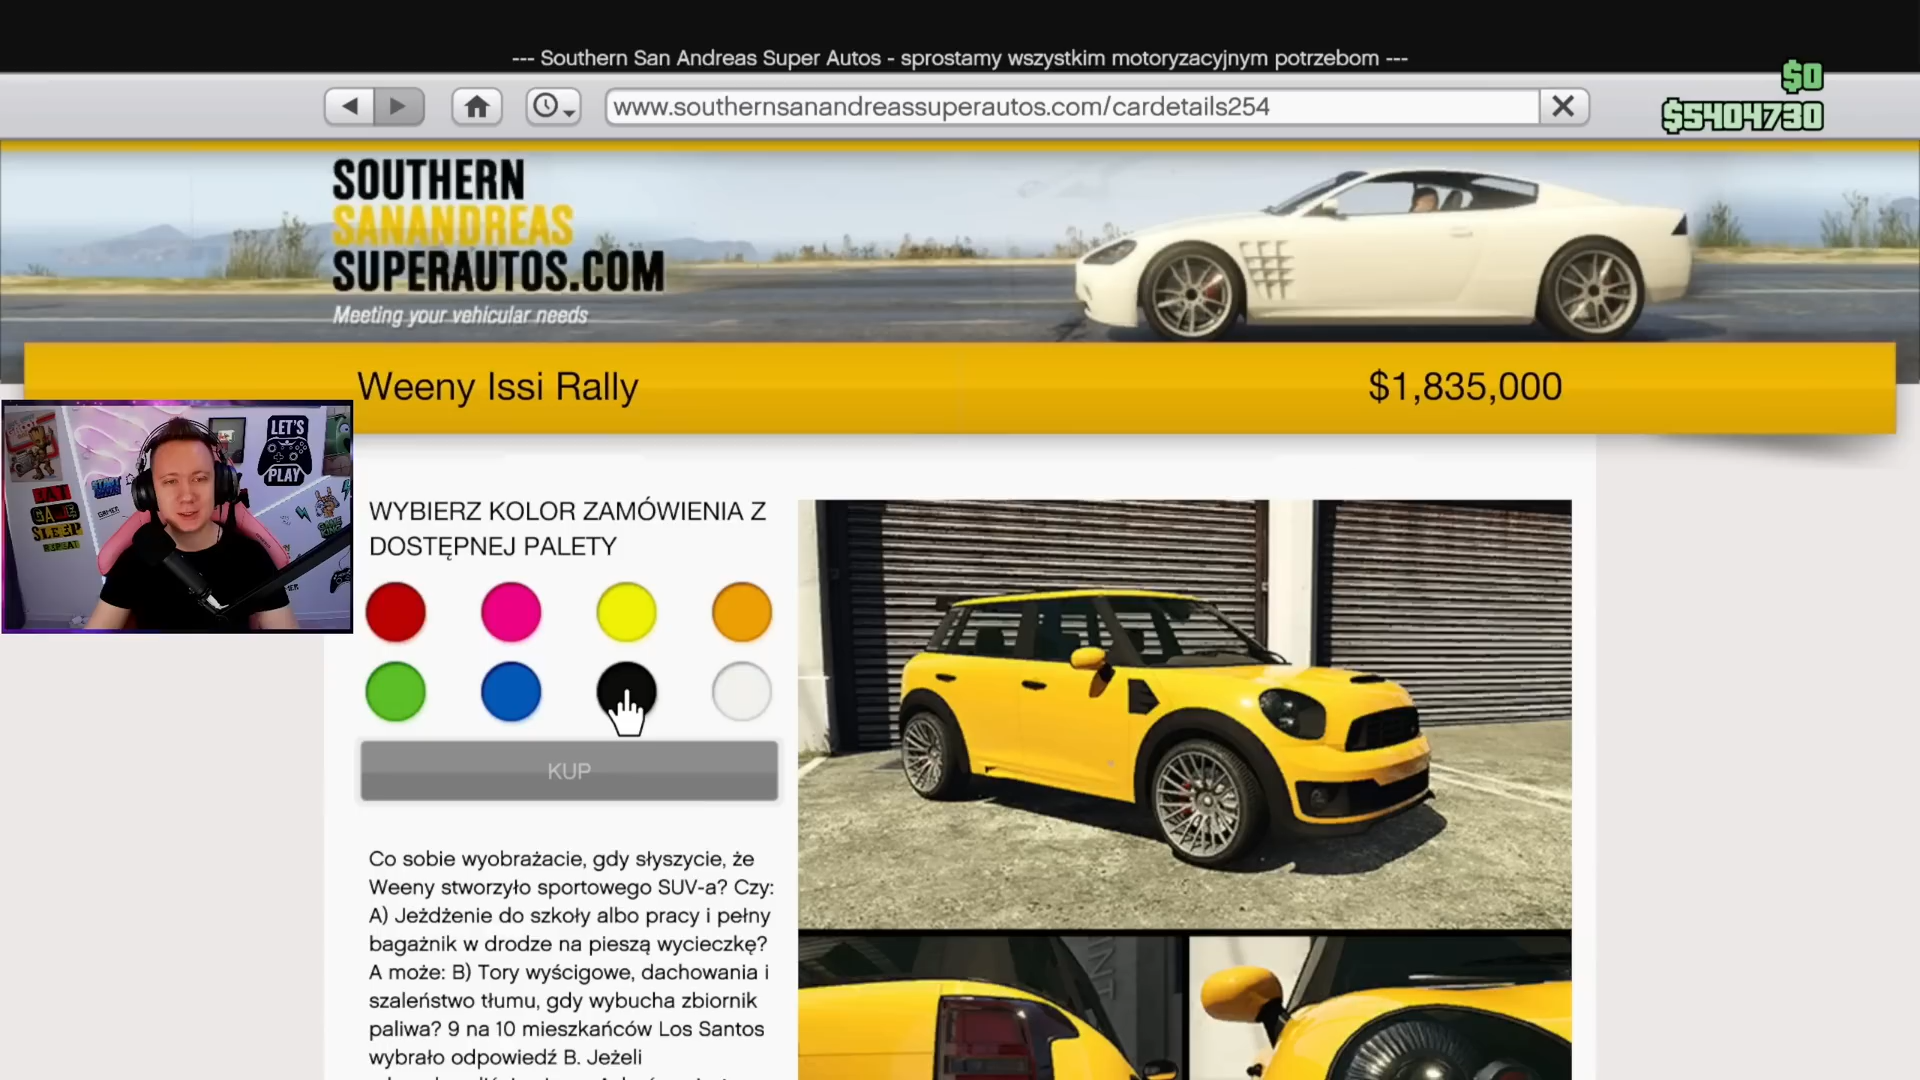 --- Southern San Andreas Super Autos - sprostamy wszystkim motoryzacyjnym potrzebom ---
$0
www.southernsanandreassuperautos.com/cardetails254
$5404730
SOUTHERN
SANANDREAS
SUPERAUTOS.COM
Meeting your vehicular needs
Weeny Issi Rally
$1,835,000
LET'S
PLAY
EAT
GAME
SLEEP
REPEAT
WYBIERZ KOLOR ZAMÓWIENIA Z
DOSTĘPNEJ PALETY
KUP
Co sobie wyobrażacie, gdy słyszycie, że
Weeny stworzyło sportowego SUV-a? Czy:
A) Jeżdżenie do szkoły albo pracy i pełny
bagażnik w drodze na pieszą wycieczkę?
A może: B) Tory wyścigowe, dachowania i
szaleństwo tłumu, gdy wybucha zbiornik
paliwa? 9 na 10 mieszkańców Los Santos
wybrało odpowiedź B. Jeżeli